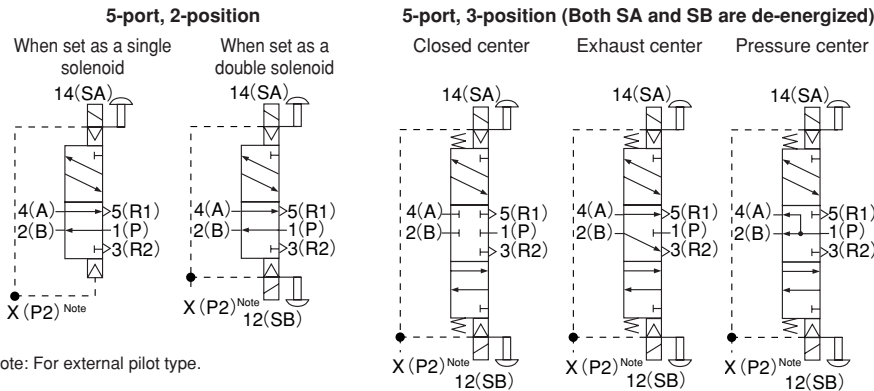 5-port, 2-position
5-port, 3-position (Both SA and SB are de-energized)
When set as a single
solenoid
When set as a
double solenoid
Closed center
Exhaust center
Pressure center
14(SA)
14(SA)
14(SA)
14(SA)
14(SA)
4(A)
5(R1)
2(B)
1(P)
3(R2)
X (P2) Note
4(A)
5(R1)
2(B)
1(P)
3(R2)
X (P2) Note
12(SB)
4(A)
5(R1)
2(B)
1(P)
3(R2)
X (P2) Note
12(SB)
4(A)
5(R1)
2(B)
1(P)
3(R2)
X (P2) Note
12(SB)
4(A)
5(R1)
2(B)
1(P)
3(R2)
X (P2) Note
12(SB)
ote: For external pilot type.